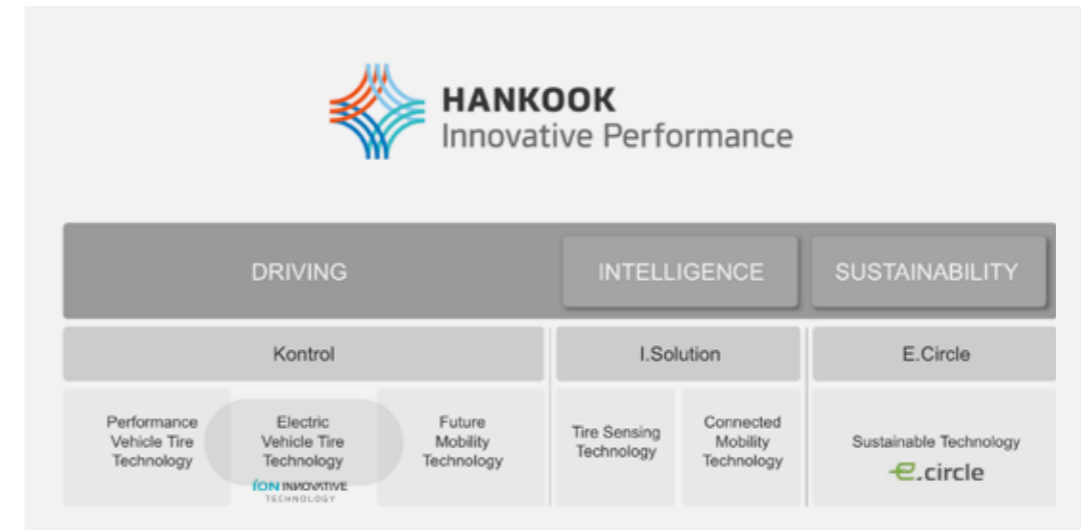 HANKOOK
Innovative Performance
DRIVING
INTELLIGENCE
SUSTAINABILITY
Kontrol
I.Solution
E.Circle
Performance
Vehicle Tire
Technology
Electric
Vehicle Tire
Technology
iON INNOVATIVE
TECHNOLOGY
Future
Mobility
Technology
Tire Sensing
Technology
Connected
Mobility
Technology
Sustainable Technology
e.circle